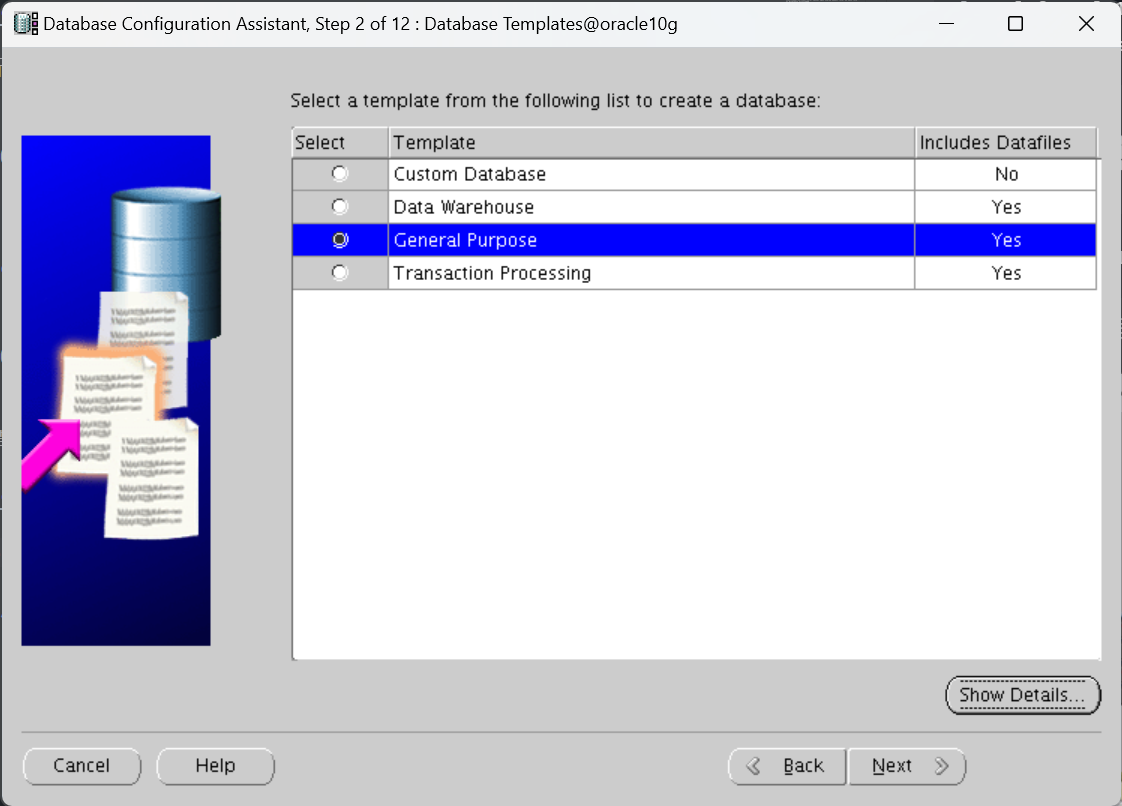 Database Configuration Assistant, Step 2 of 12 : Database Templates@oracle10g
Select a template from the following list to create a database:
Select Template Includes Datafiles
Custom Database No
Data Warehouse Yes
General Purpose Yes
Transaction Processing Yes
Show Details...
Cancel Help Back Next